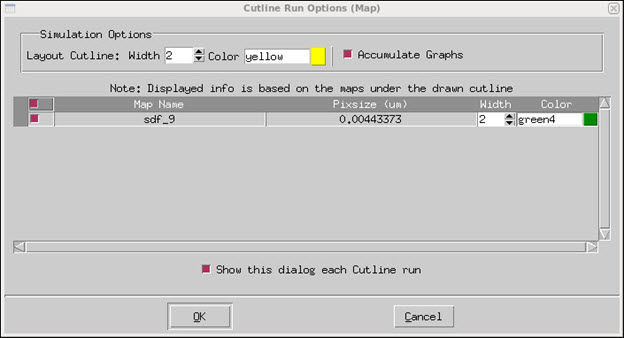 Cutline Run Options (Map)
Simulation Options
Layout Cutline: Width 2 Color yellow Accumulate Graphs
Note: Displayed info is based on the maps under the drawn cutline
Map Name Pixsize (um) Width Color
sdf_9 0.00443373 2 green4
Show this dialog each Cutline run
OK Cancel